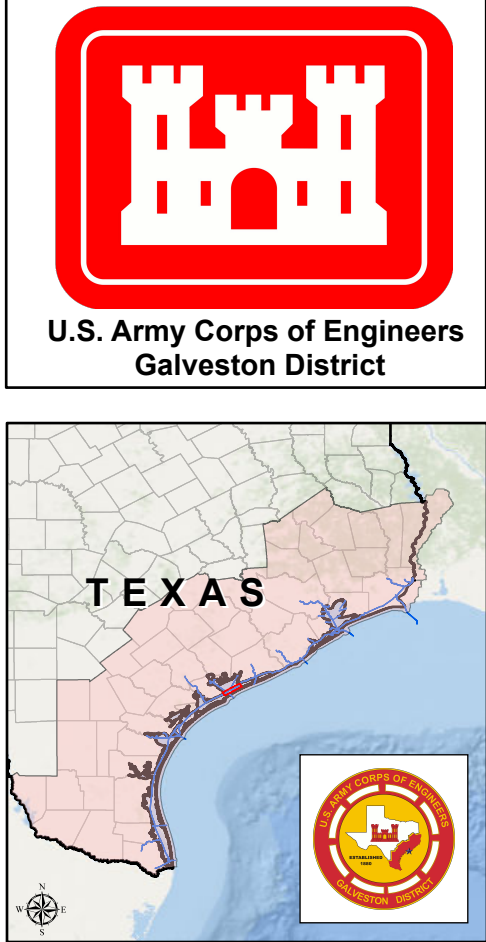 U.S. Army Corps of Engineers
Galveston District
TEXAS
U.S. ARMY CORPS OF ENGINEERS
ESTABLISHED
1880
GALVESTON DISTRICT
N
W E
S